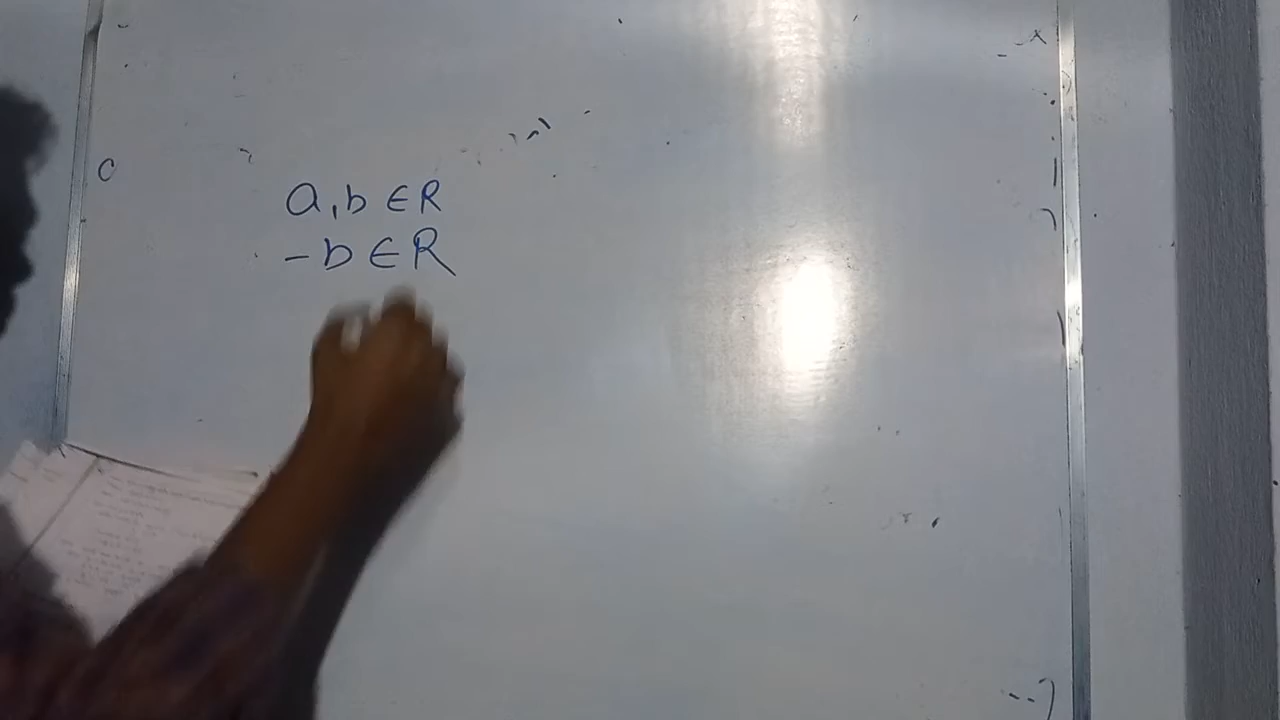 a, b ∈ R
- b ∈ R